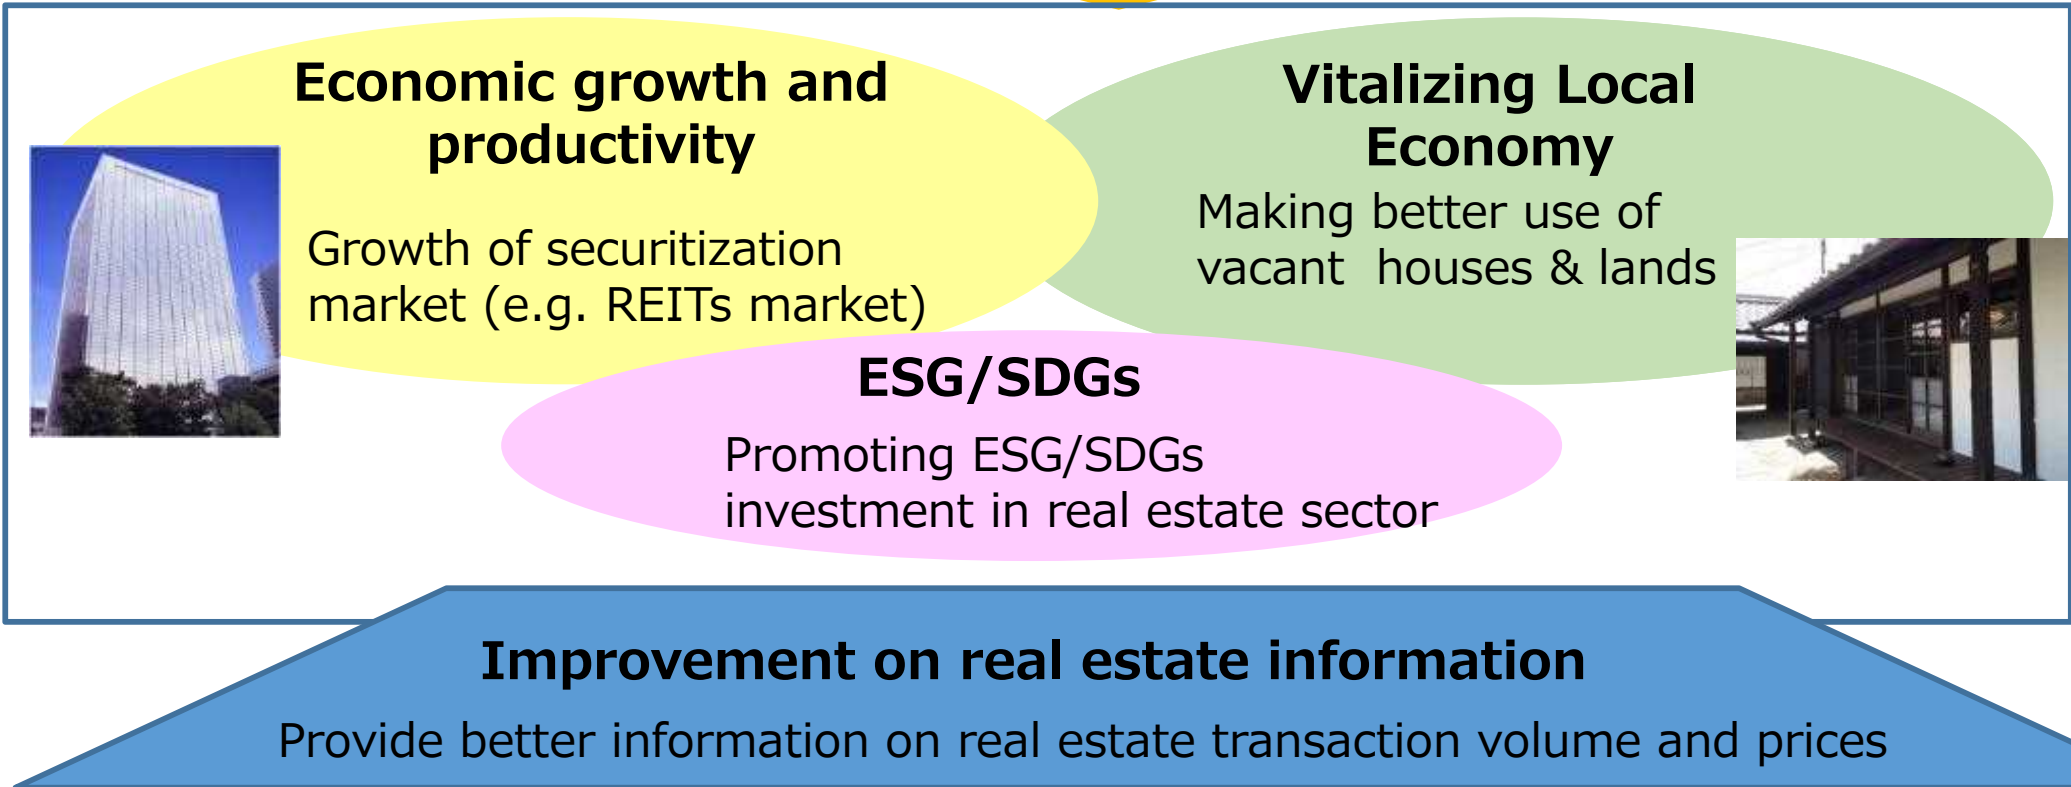 Economic growth and
productivity
Growth of securitization
market (e.g. REITs market)
Vitalizing Local
Economy
Making better use of
vacant houses & lands
ESG/SDGs
Promoting ESG/SDGs
investment in real estate sector
Improvement on real estate information
Provide better information on real estate transaction volume and prices